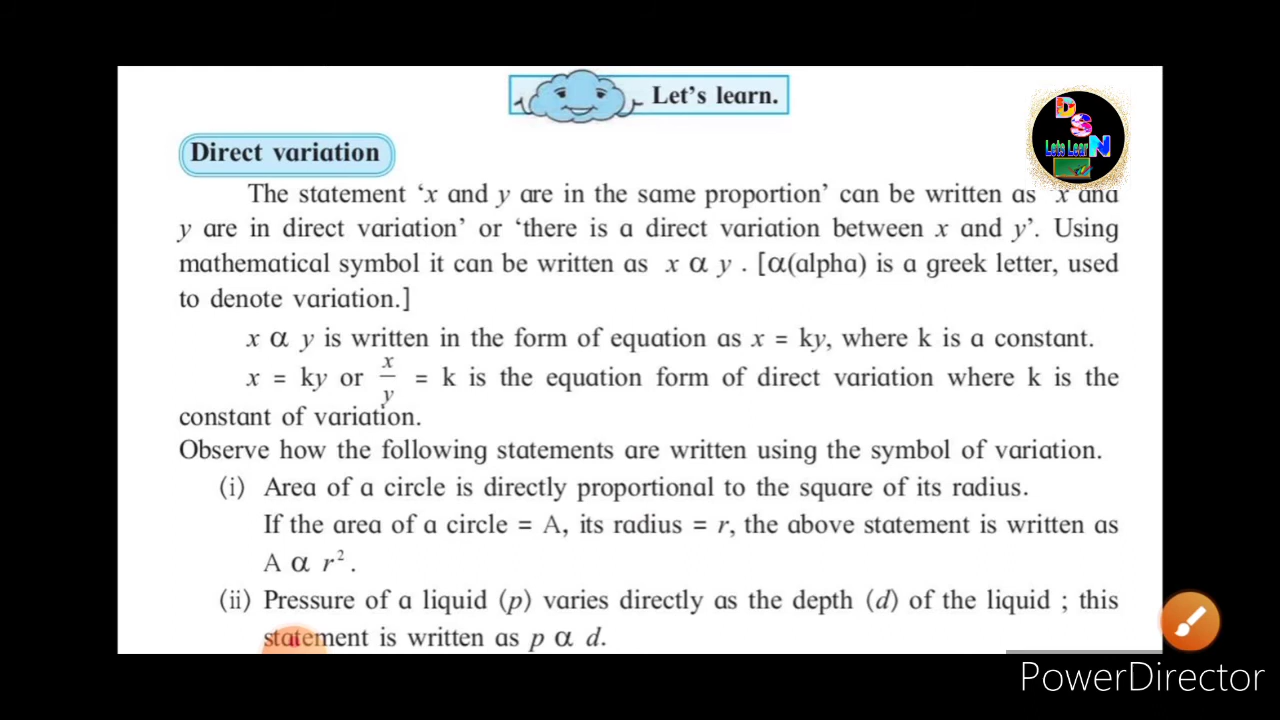 Let's learn.
DSN
Lets Lear
Direct variation
The statement ‘x and y are in the same proportion’ can be written as ‘x and
y are in direct variation’ or ‘there is a direct variation between x and y’. Using
mathematical symbol it can be written as x α y . [α(alpha) is a greek letter, used
to denote variation.]
x α y is written in the form of equation as x = ky, where k is a constant.
x = ky or x/y = k is the equation form of direct variation where k is the
constant of variation.
Observe how the following statements are written using the symbol of variation.
(i) Area of a circle is directly proportional to the square of its radius.
If the area of a circle = A, its radius = r, the above statement is written as
A α r².
(ii) Pressure of a liquid (p) varies directly as the depth (d) of the liquid ; this
statement is written as p α d.
PowerDirector